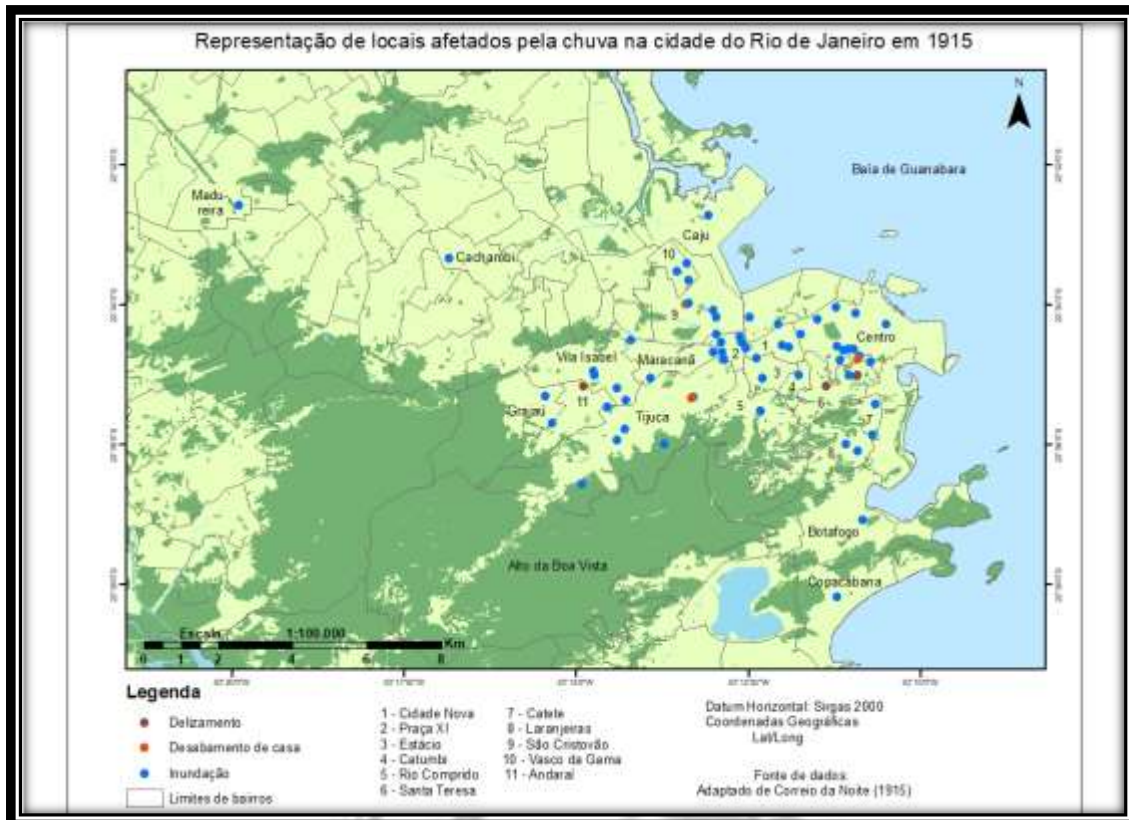 Representação de locais afetados pela chuva na cidade do Rio de Janeiro em 1915
N
Baía de Guanabara
Madu-
reira
Cachambi
Caju
10
9
Centro
Vila Isabel
Maracanã
1
2
3
4
11
Grajaú
Tijuca
5
6
7
8
Botafogo
Alto da Boa Vista
Copacabana
Escala
1:100.000
Km
0 1 2 4 6 8
Legenda
Delizamento
Desabamento de casa
Inundação
Limites de bairros
1 - Cidade Nova
2 - Praça XI
3 - Estácio
4 - Catumbi
5 - Rio Comprido
6 - Santa Teresa
7 - Catete
8 - Laranjeiras
9 - São Cristovão
10 - Vasco da Gama
11 - Andaraí
Datum Horizontal: Sirgas 2000
Coordenadas Geográficas
Lat/Long
Fonte de dados:
Adaptado de Correio da Noite (1915)